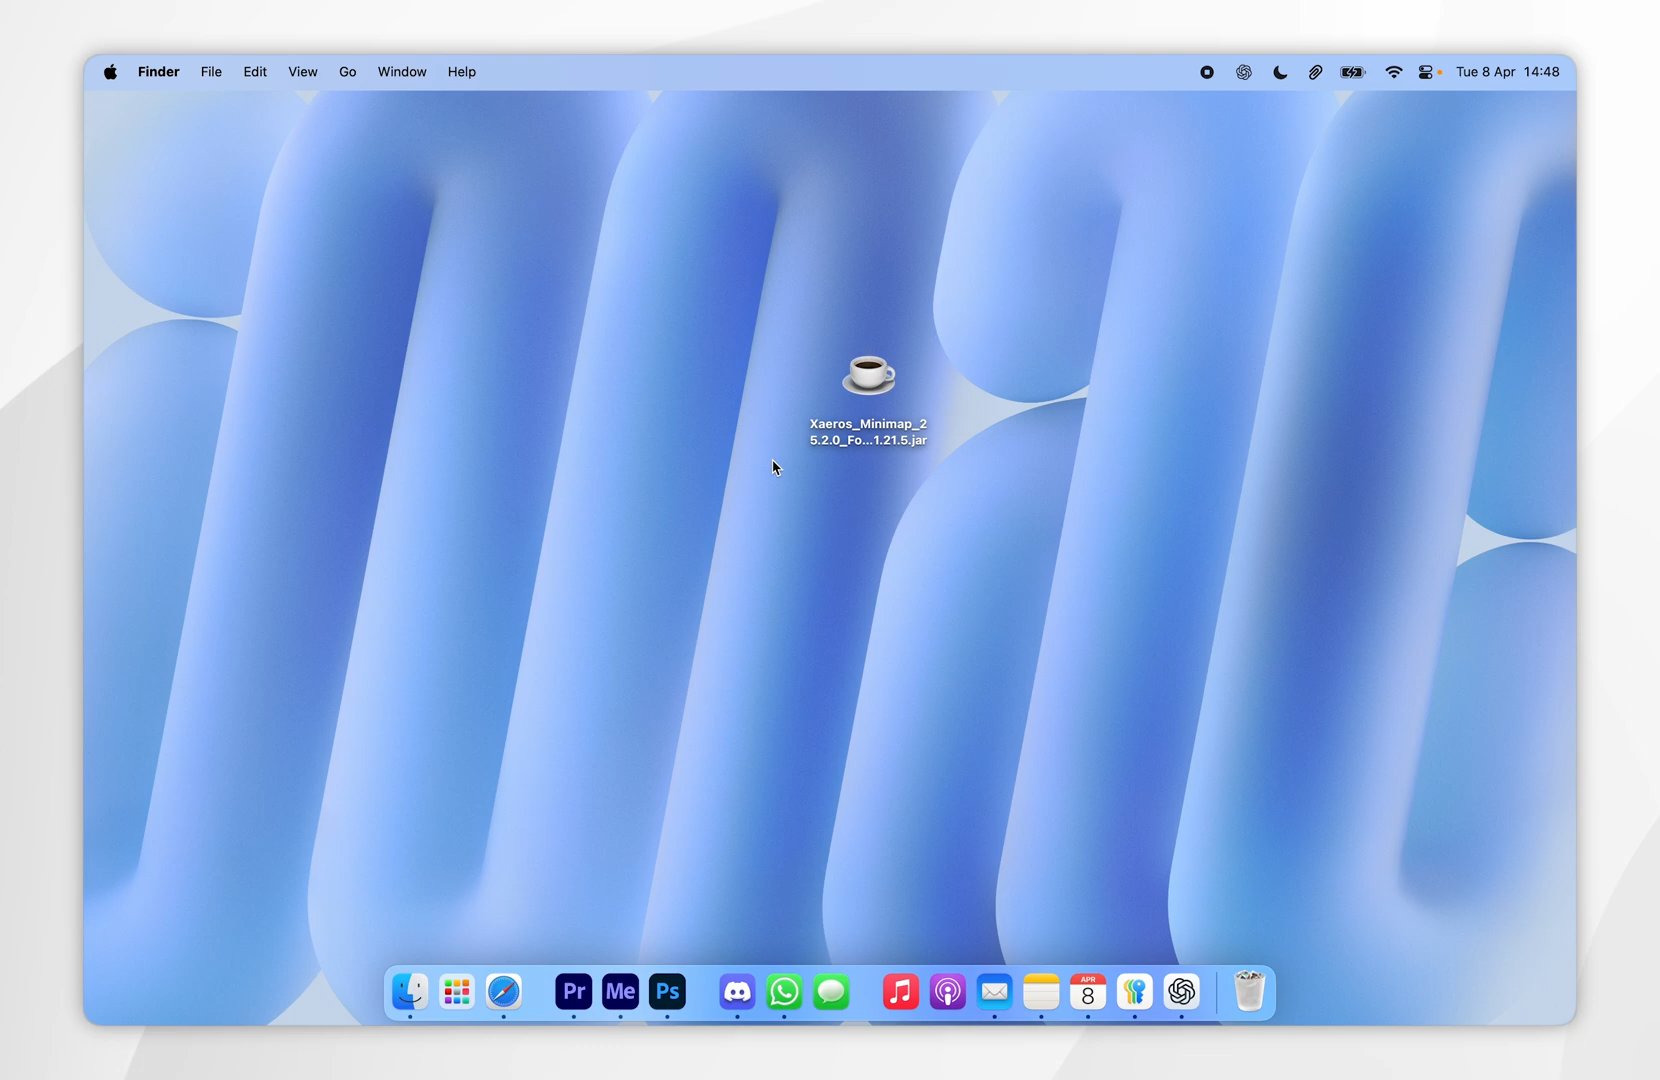 Finder File Edit View Go Window Help Tue 8 Apr 14:48
Xaeros_Minimap_2
5.2.0_Fo...1.21.5.jar
Pr Me Ps APR
8